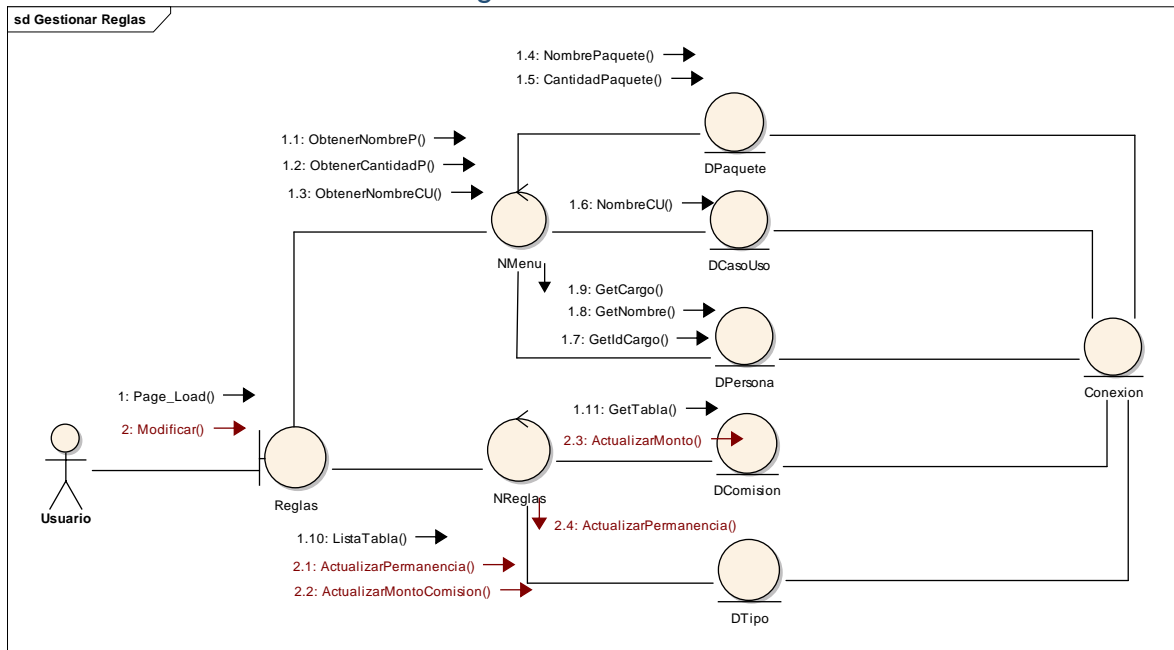 sd Gestionar Reglas
1.4: NombrePaquete()
1.5: CantidadPaquete()
1.1: ObtenerNombreP()
1.2: ObtenerCantidadP()
1.3: ObtenerNombreCU()
DPaquete
1.6: NombreCU()
NMenu
DCasoUso
1.9: GetCargo()
1.8: GetNombre()
1.7: GetIdCargo()
DPersona
Conexion
1: Page_Load()
2: Modificar()
1.11: GetTabla()
2.3: ActualizarMonto()
DComision
Reglas
NReglas
Usuario
2.4: ActualizarPermanencia()
1.10: ListaTabla()
2.1: ActualizarPermanencia()
2.2: ActualizarMontoComision()
DTipo